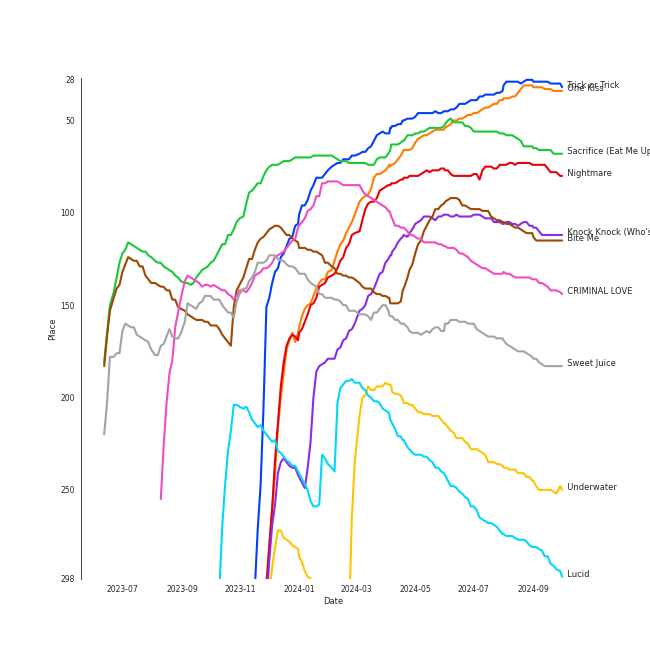 28
50
100
150
200
250
298
Place
2023-07
2023-09
2023-11
2024-01
2024-03
2024-05
2024-07
2024-09
Date
Trick or Trick
One Kiss
Sacrifice (Eat Me Up
Nightmare
Knock Knock (Who's
Bite Me
CRIMINAL LOVE
Sweet Juice
Underwater
Lucid